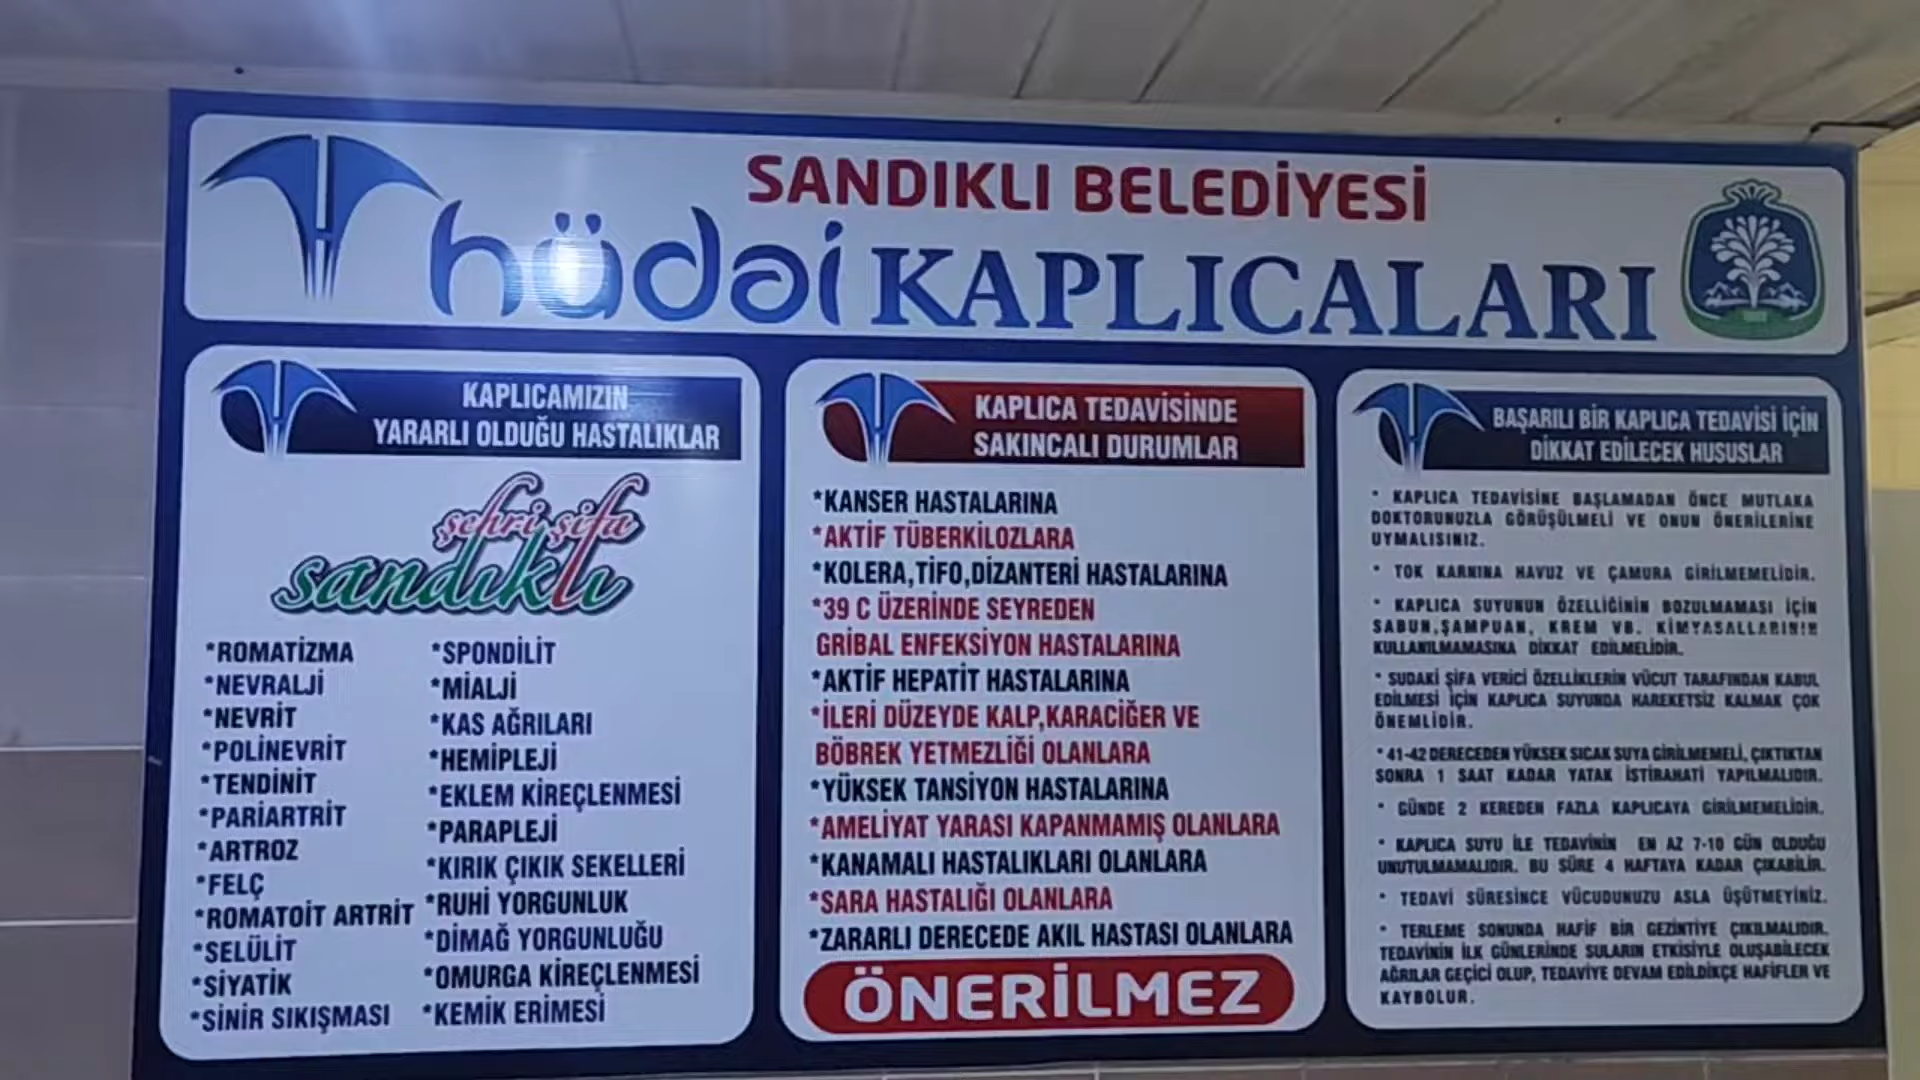 SANDIKLI BELEDİYESİ
hüdai KAPLICALARI
KAPLICAMIZIN
YARARLI OLDUĞU HASTALIKLAR
şehri şifa
sandıklı
*ROMATİZMA
*NEVRALJİ
*NEVRİT
*POLİNEVRİT
*TENDİNİT
*PARİARTRİT
*ARTROZ
*FELÇ
*ROMATOİT ARTRİT
*SELÜLİT
*SİYATİK
*SİNİR SIKIŞMASI
*SPONDİLİT
*MİALJİ
*KAS AĞRILARI
*HEMİPLEJİ
*EKLEM KİREÇLENMESİ
*PARAPLEJİ
*KIRIK ÇIKIK SEKELLERİ
*RUHİ YORGUNLUK
*DİMAĞ YORGUNLUĞU
*OMURGA KİREÇLENMESİ
*KEMİK ERİMESİ
KAPLICA TEDAVİSİNDE
SAKINCALI DURUMLAR
*KANSER HASTALARINA
*AKTİF TÜBERKİLOZLARA
*KOLERA,TİFO,DİZANTERİ HASTALARINA
*39 C ÜZERİNDE SEYREDEN
GRİBAL ENFEKSİYON HASTALARINA
*AKTİF HEPATİT HASTALARINA
*İLERİ DÜZEYDE KALP,KARACİĞER VE
BÖBREK YETMEZLİĞİ OLANLARA
*YÜKSEK TANSİYON HASTALARINA
*AMELİYAT YARASI KAPANMAMIŞ OLANLARA
*KANAMALI HASTALIKLARI OLANLARA
*SARA HASTALIĞI OLANLARA
*ZARARLI DERECEDE AKIL HASTASI OLANLARA
ÖNERİLMEZ
BAŞARILI BİR KAPLICA TEDAVİSİ İÇİN
DİKKAT EDİLECEK HUSUSLAR
* KAPLICA TEDAVİSİNE BAŞLAMADAN ÖNCE MUTLAKA
DOKTORUNUZLA GÖRÜŞÜLMELİ VE ONUN ÖNERİLERİNE
UYMALISINIZ.
* TOK KARNINA HAVUZ VE ÇAMURA GİRİLMEMELİDİR.
* KAPLICA SUYUNUN ÖZELLİĞİNİN BOZULMAMASI İÇİN
SABUN,ŞAMPUAN, KREM VB. KİMYASALLARININ
KULLANILMAMASINA DİKKAT EDİLMELİDİR.
* SUDAKİ ŞİFA VERİCİ ÖZELLİKLERİN VÜCUT TARAFINDAN KABUL
EDİLMESİ İÇİN KAPLICA SUYUNDA HAREKETSİZ KALMAK ÇOK
ÖNEMLİDİR.
* 41-42 DERECEDEN YÜKSEK SICAK SUYA GİRİLMEMELİ, ÇIKTIKTAN
SONRA 1 SAAT KADAR YATAK İSTİRAHATİ YAPILMALIDIR.
* GÜNDE 2 KEREDEN FAZLA KAPLICAYA GİRİLMEMELİDİR.
* KAPLICA SUYU İLE TEDAVİNİN EN AZ 7-10 GÜN OLDUĞU
UNUTULMAMALIDIR. BU SÜRE 4 HAFTAYA KADAR ÇIKABİLİR.
* TEDAVİ SÜRESİNCE VÜCUDUNUZU ASLA ÜŞÜTMEYİNİZ.
* TERLEME SONUNDA HAFİF BİR GEZİNTİYE ÇIKILMALIDIR.
TEDAVİNİN İLK GÜNLERİNDE SULARIN ETKİSİYLE OLUŞABİLECEK
AĞRILAR GEÇİCİ OLUP, TEDAVİYE DEVAM EDİLDİKÇE HAFİFLER VE
KAYBOLUR.